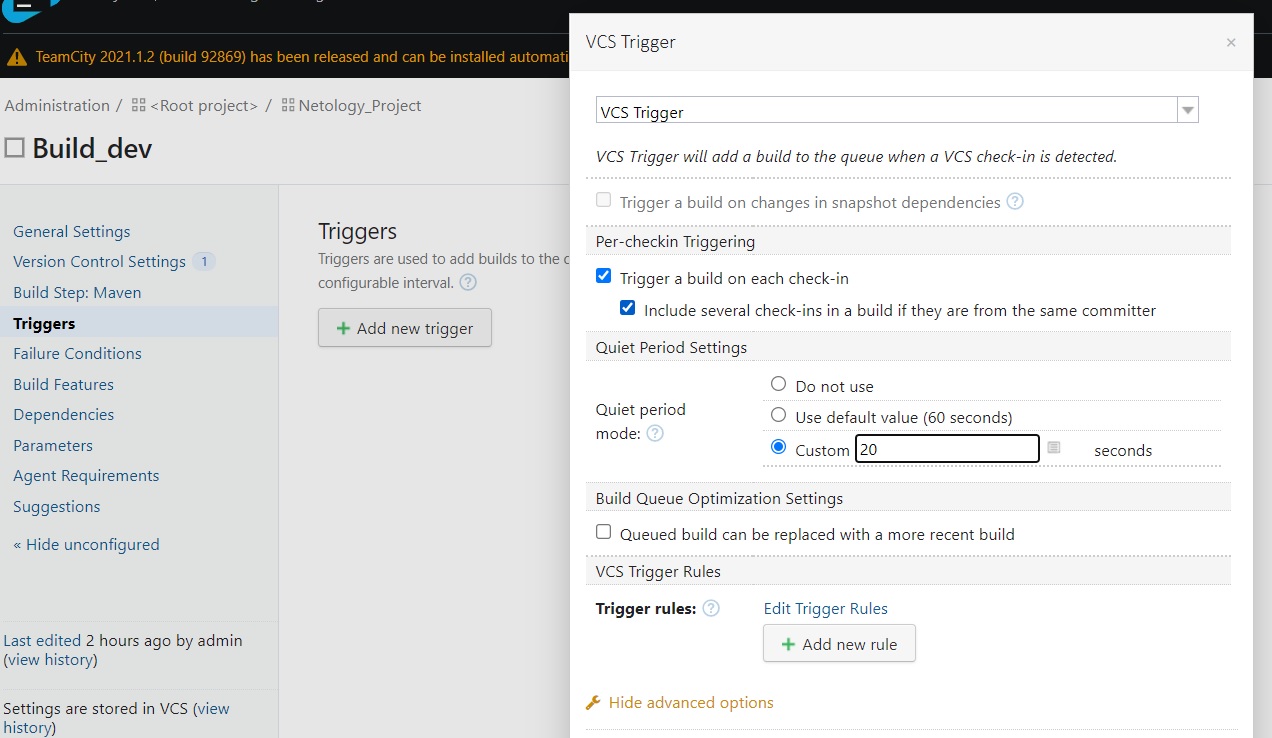 TeamCity 2021.1.2 (build 92869) has been released and can be installed automati
Administration / <Root project> / Netology_Project
Build_dev
General Settings
Version Control Settings 1
Build Step: Maven
Triggers
Failure Conditions
Build Features
Dependencies
Parameters
Agent Requirements
Suggestions
« Hide unconfigured
Last edited 2 hours ago by admin
(view history)
Settings are stored in VCS (view
history)
Triggers
Triggers are used to add builds to the
configurable interval. ?
+ Add new trigger
VCS Trigger ×
VCS Trigger
VCS Trigger will add a build to the queue when a VCS check-in is detected.
Trigger a build on changes in snapshot dependencies ?
Per-checkin Triggering
Trigger a build on each check-in
Include several check-ins in a build if they are from the same committer
Quiet Period Settings
Quiet period
mode: ?
Do not use
Use default value (60 seconds)
Custom 20 seconds
Build Queue Optimization Settings
Queued build can be replaced with a more recent build
VCS Trigger Rules
Trigger rules: ? Edit Trigger Rules
+ Add new rule
Hide advanced options